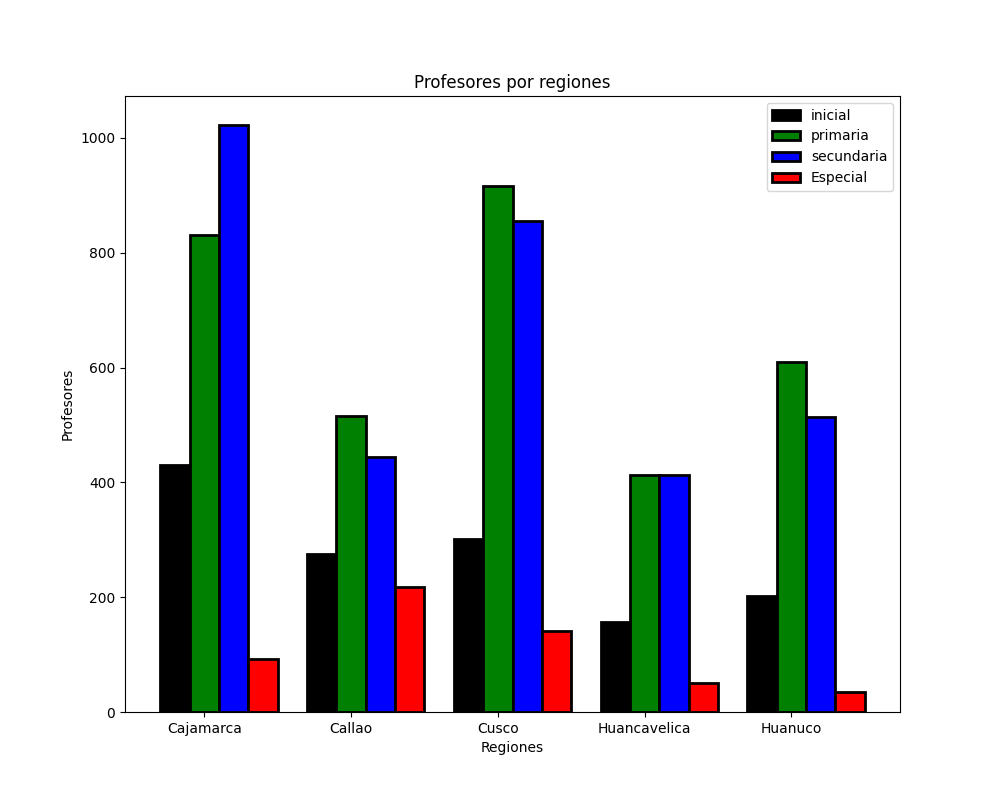 Profesores por regiones
inicial
primaria
secundaria
Especial
1000
800
600
400
200
0
Profesores
Cajamarca Callao Cusco Huancavelica Huanuco
Regiones